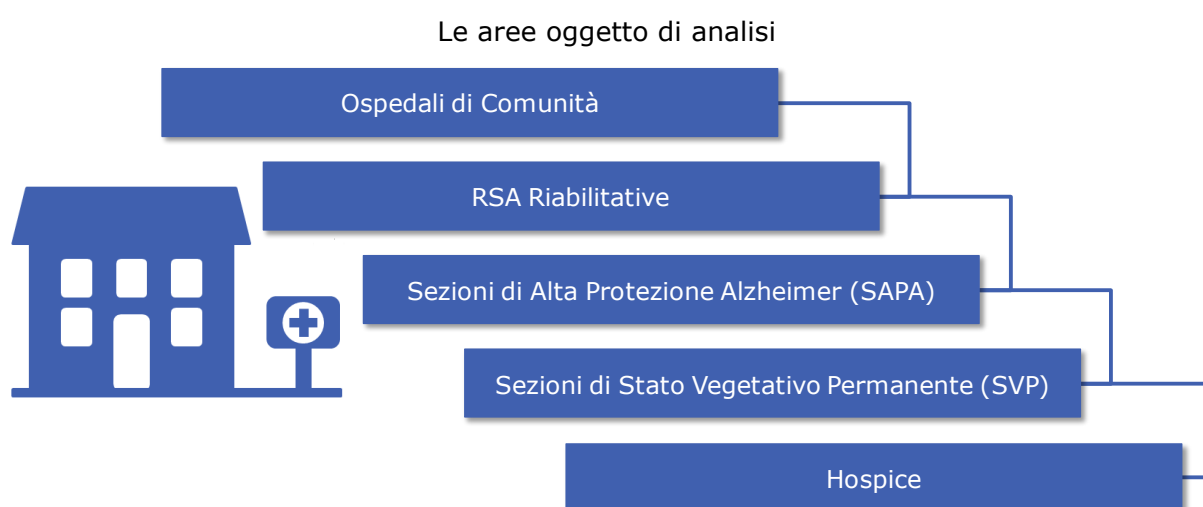 Le aree oggetto di analisi
Ospedali di Comunità
RSA Riabilitative
Sezioni di Alta Protezione Alzheimer (SAPA)
Sezioni di Stato Vegetativo Permanente (SVP)
Hospice